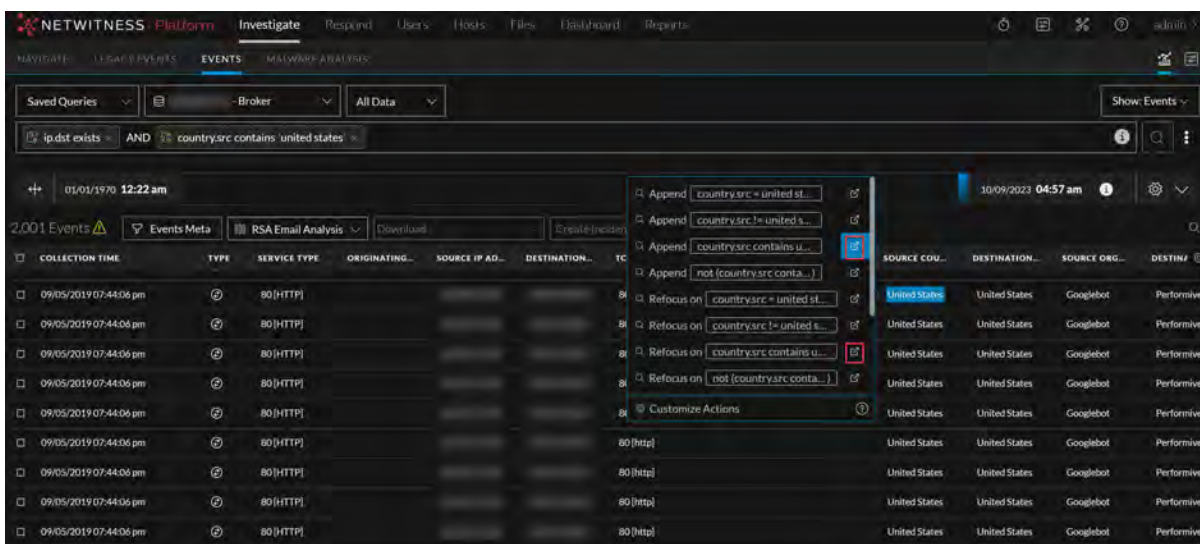 NETWITNESS Platform Investigate Respond Users Hosts Files Dashboard Reports admin
NAVIGATE LEGACY EVENTS EVENTS MALWARE ANALYSIS
Saved Queries - Broker All Data Show: Events
ip.dst exists AND country.src contains 'united states'
01/01/1970 12:22 am 10/09/2023 04:57 am
2,001 Events Events Meta RSA Email Analysis Download Create Inciden
Append country.src = united st...
Append country.src != united s...
Append country.src contains u...
Append not (country.src conta...)
Refocus on country.src = united st...
Refocus on country.src != united s...
Refocus on country.src contains u...
Refocus on not (country.src conta...)
Customize Actions
COLLECTION TIME TYPE SERVICE TYPE ORIGINATING... SOURCE IP AD... DESTINATION... TC SOURCE COU... DESTINATION... SOURCE ORG... DESTINA
09/05/2019 07:44:06 pm 80 [HTTP] 80 United States United States Googlebot Performive
09/05/2019 07:44:06 pm 80 [HTTP] 80 United States United States Googlebot Performive
09/05/2019 07:44:06 pm 80 [HTTP] 80 United States United States Googlebot Performive
09/05/2019 07:44:06 pm 80 [HTTP] 80 United States United States Googlebot Performive
09/05/2019 07:44:06 pm 80 [HTTP] 80 United States United States Googlebot Performive
09/05/2019 07:44:06 pm 80 [HTTP] 80 [http] United States United States Googlebot Performive
09/05/2019 07:44:06 pm 80 [HTTP] 80 [http] United States United States Googlebot Performive
09/05/2019 07:44:06 pm 80 [HTTP] 80 [http] United States United States Googlebot Performive
09/05/2019 07:44:06 pm 80 [HTTP] 80 [http] United States United States Googlebot Performive